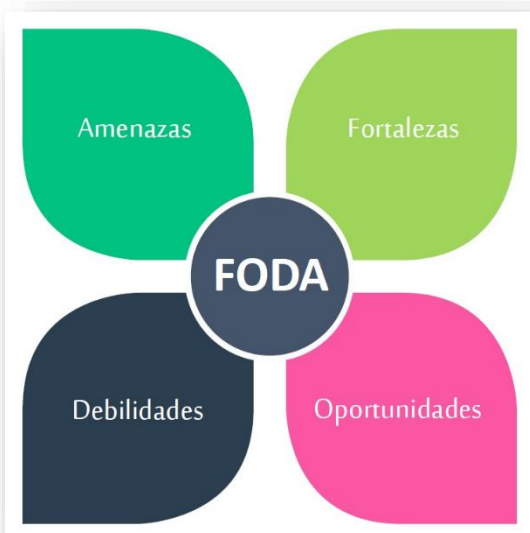 Amenazas
Fortalezas
FODA
Debilidades
Oportunidades